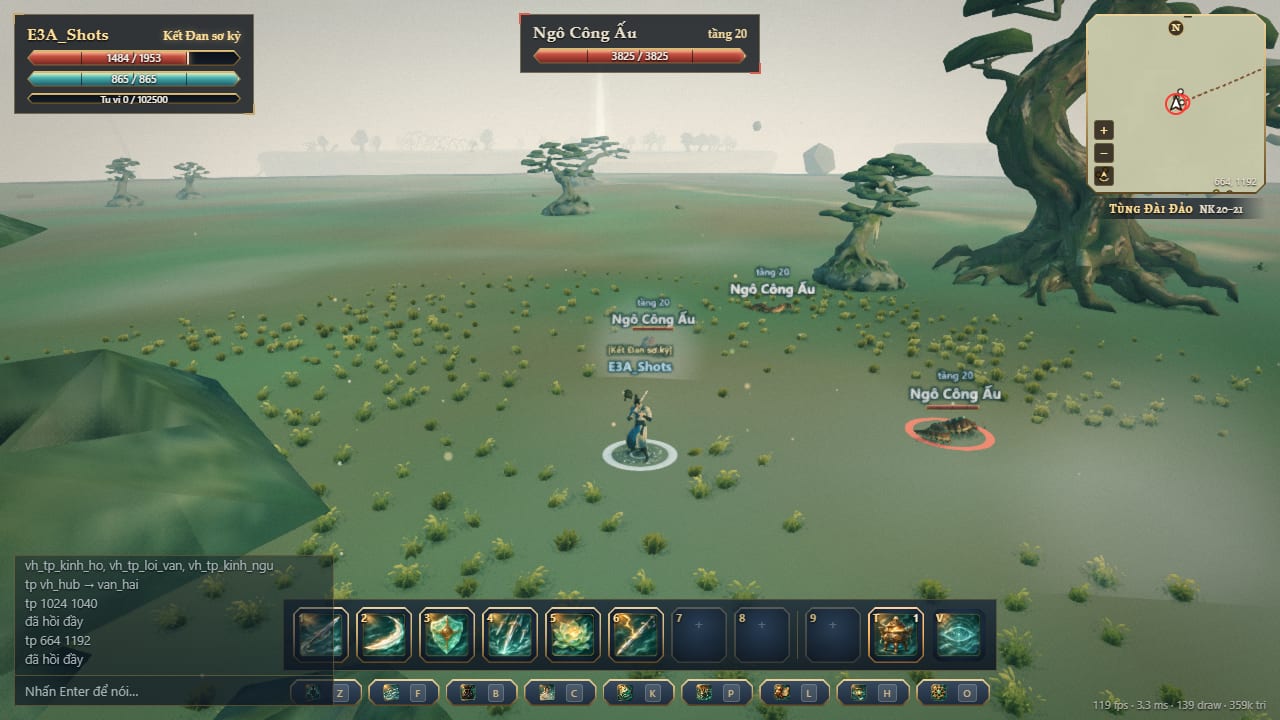 E3A_Shots
Kết Đan sơ kỳ
1484 / 1953
865 / 865
Tu vi 0 / 102500
Ngô Công Ấu
tầng 20
3825 / 3825
N
+
−
664, 1192
Tùng Đài Đảo NK20–21
tầng 20
Ngô Công Ấu
tầng 20
Ngô Công Ấu
[Kết Đan sơ kỳ]
E3A_Shots
tầng 20
Ngô Công Ấu
vh_tp_kinh_ho, vh_tp_loi_van, vh_tp_kinh_ngu
tp vh_hub → van_hai
tp 1024 1040
đã hồi đầy
tp 664 1192
đã hồi đầy
Nhấn Enter để nói...
1 2 3 4 5 6 7 + 8 + 9 + T 1 V
Z F B C K P L H O
119 fps · 3.3 ms · 139 draw · 359k tri